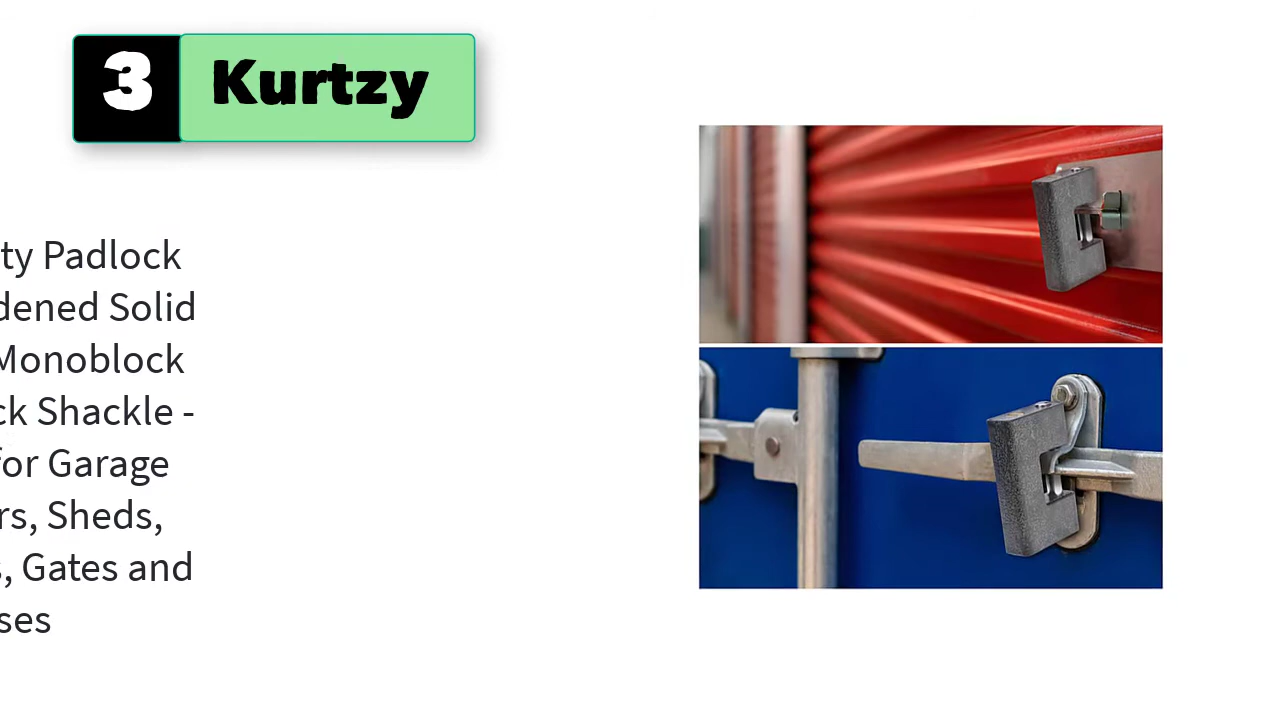 3 Kurtzy
ty Padlock
dened Solid
Monoblock
ck Shackle -
for Garage
rs, Sheds,
s, Gates and
ses